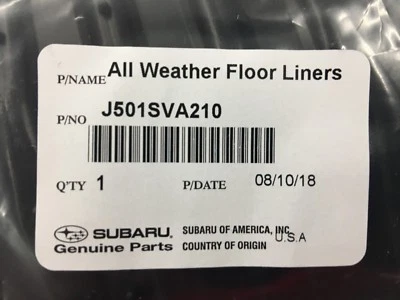 P/NAME All Weather Floor Liners
P/NO J501SVA210
Q'TY 1 P/DATE 08/10/18
SUBARU. SUBARU OF AMERICA, INC.
Genuine Parts COUNTRY OF ORIGIN U.S.A